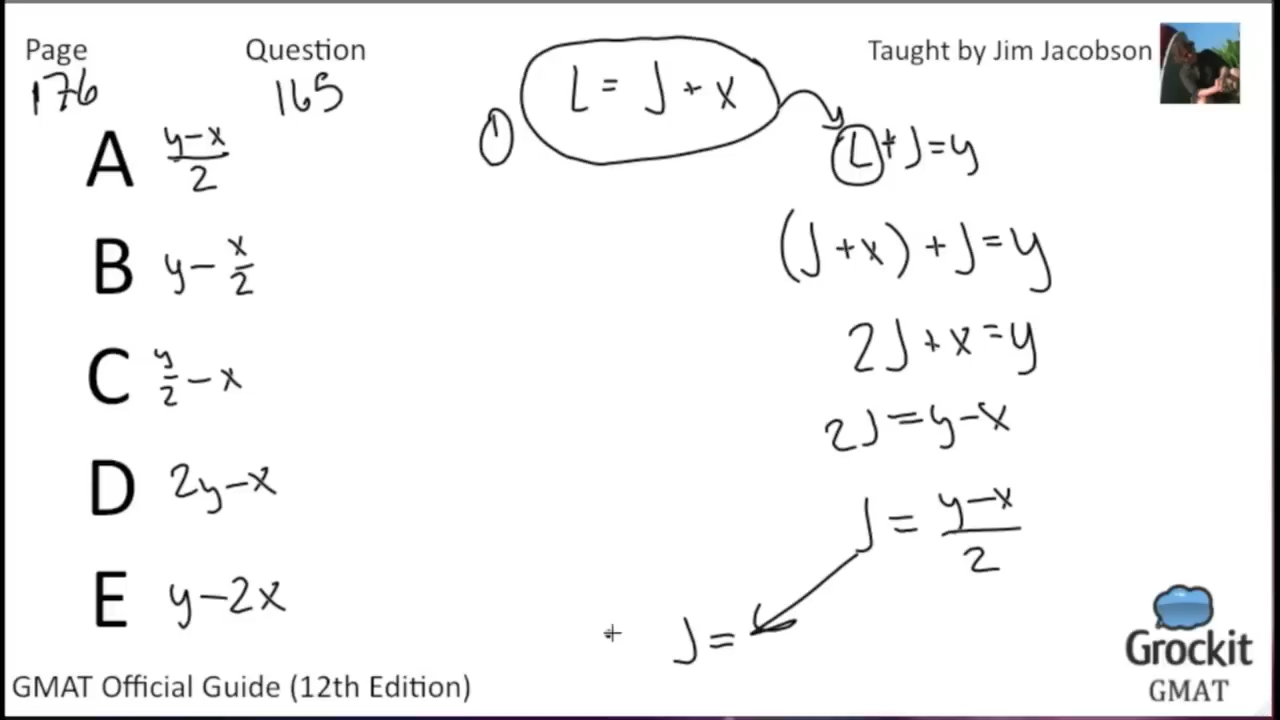 Page Question
176 165
Taught by Jim Jacobson
A (y-x)/2
B y - x/2
C y/2 - x
D 2y-x
E y-2x
① L = J + x
L + J = y
(J + x) + J = y
2J + x = y
2J = y-x
J = (y-x)/2
J =
Grockit
GMAT
GMAT Official Guide (12th Edition)